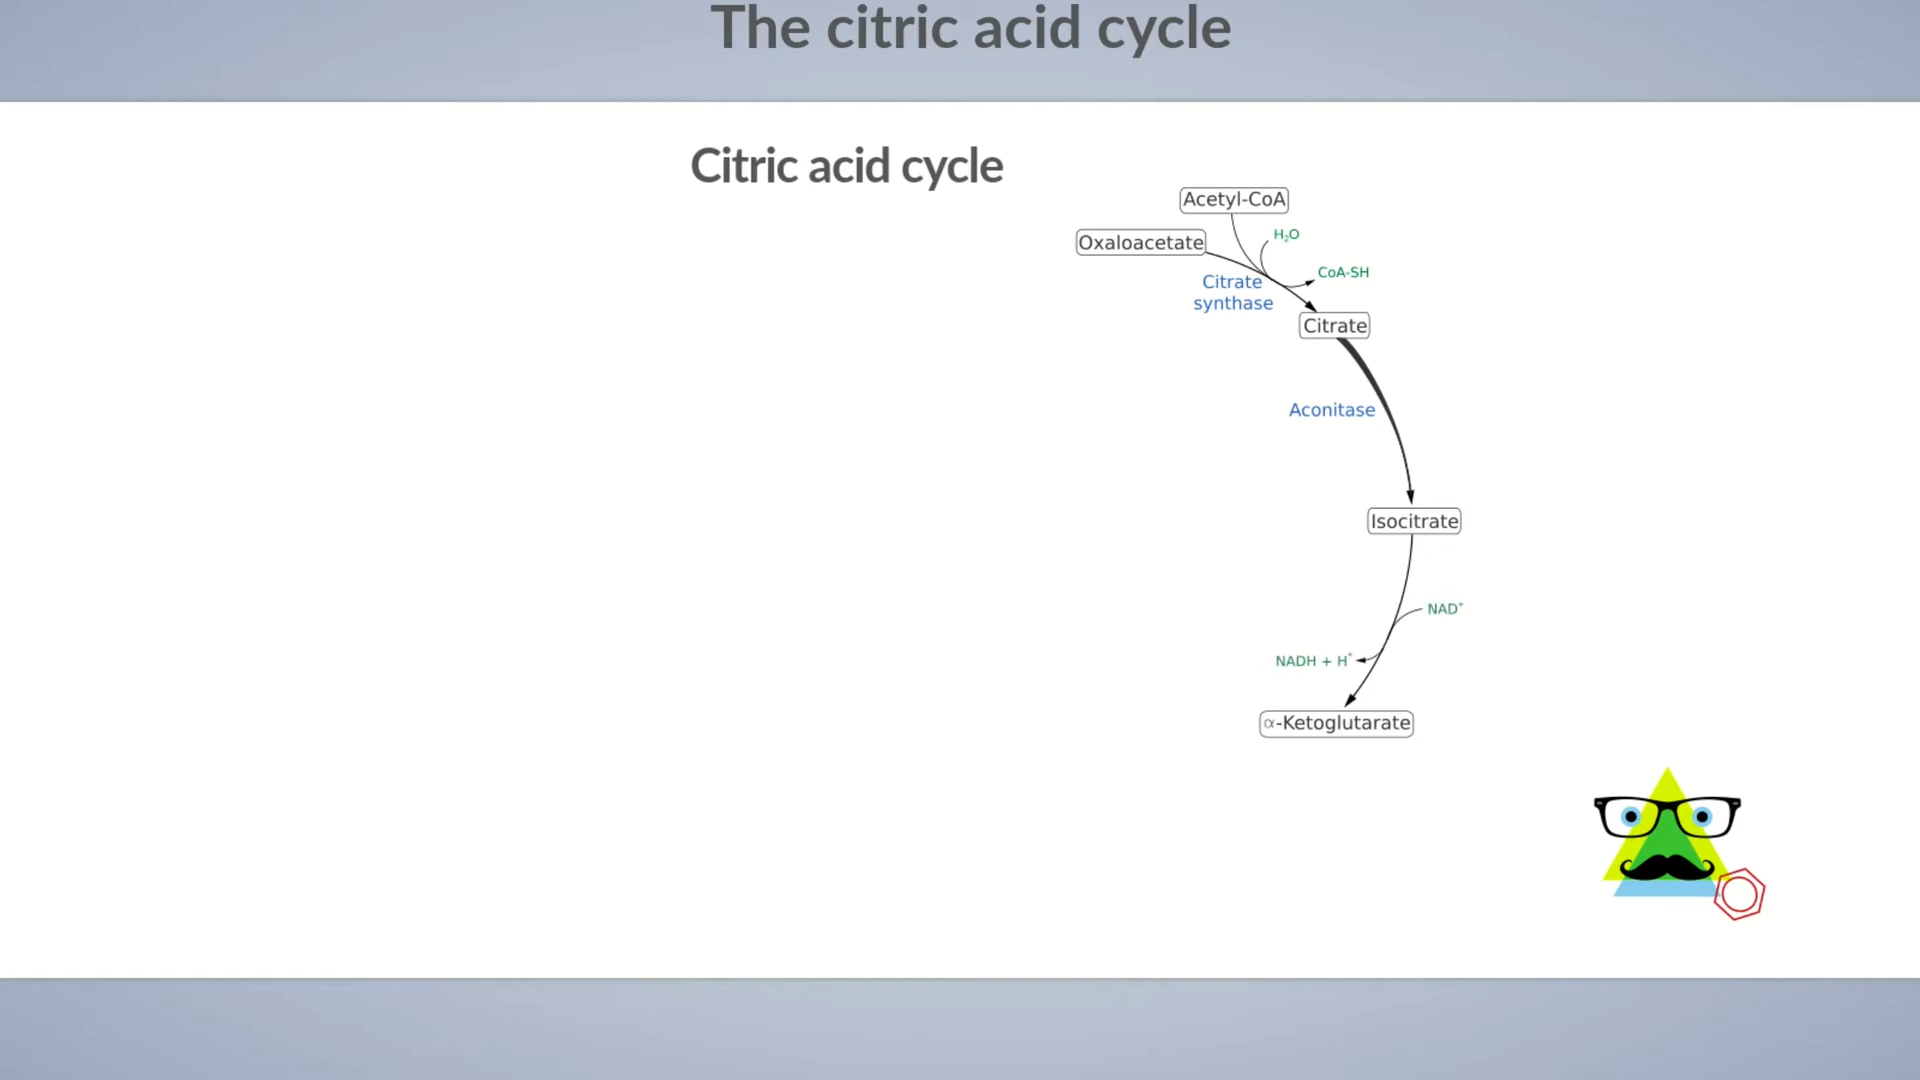 The citric acid cycle
Citric acid cycle
Acetyl-CoA
Oxaloacetate
H₂O
CoA-SH
Citrate
synthase
Citrate
Aconitase
Isocitrate
NAD⁺
NADH + H⁺
α-Ketoglutarate